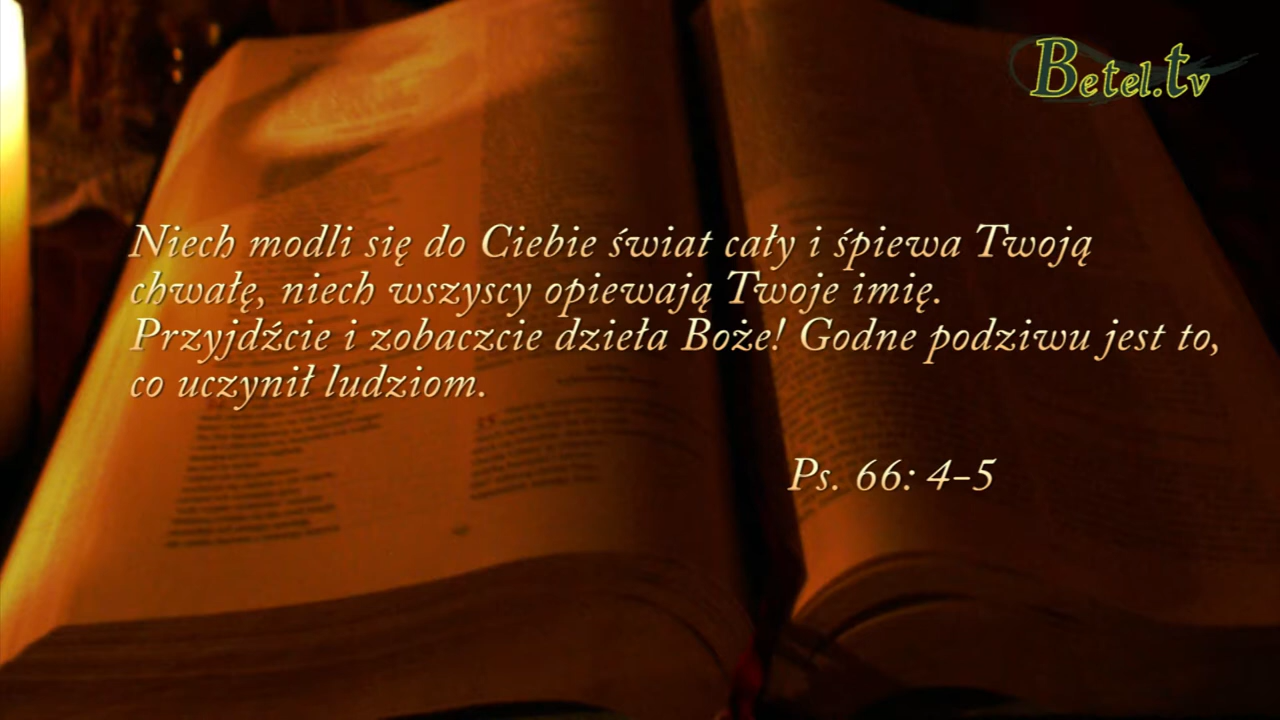 Betel.tv
Niech modli się do Ciebie świat cały i śpiewa Twoją
chwałę, niech wszyscy opiewają Twoje imię.
Przyjdźcie i zobaczcie dzieła Boże! Godne podziwu jest to,
co uczynił ludziom.
Ps. 66: 4-5